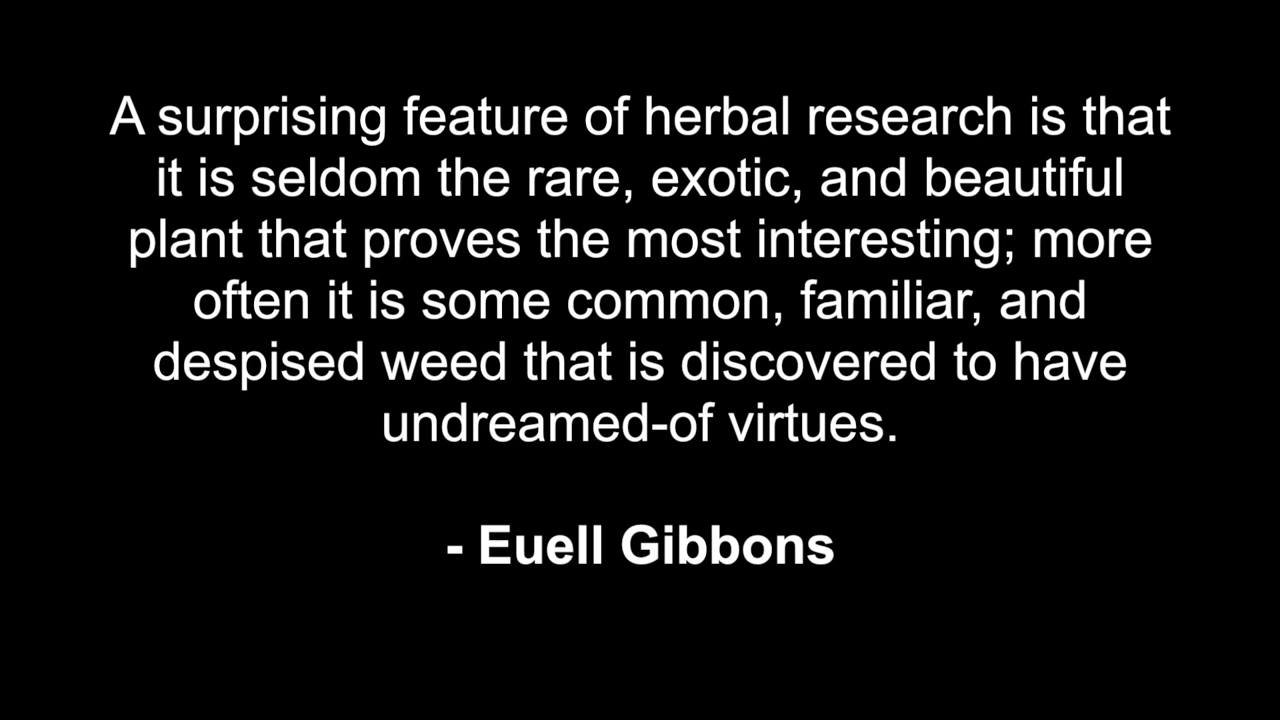 A surprising feature of herbal research is that
it is seldom the rare, exotic, and beautiful
plant that proves the most interesting; more
often it is some common, familiar, and
despised weed that is discovered to have
undreamed-of virtues.
- Euell Gibbons